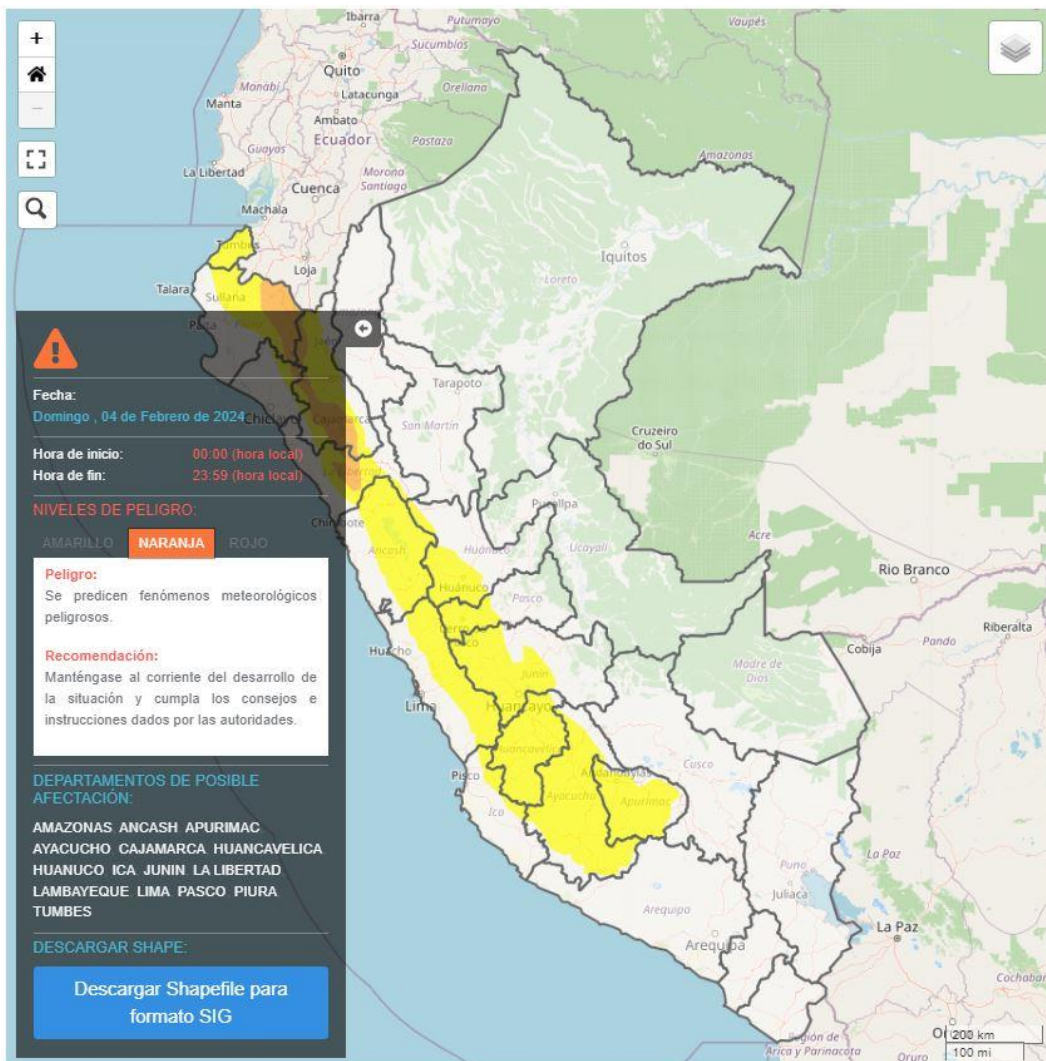 Ibarra
Putumayo
Vaupés
Sucumbíos
Quito
Orellana
Manabí
Manta
Latacunga
Ambato
Ecuador
Pastaza
Amazonas
Guayas
Morona
Santiago
La Libertad
Cuenca
Machala
Tumbes
Loja
Iquitos
Loreto
Talara
Sullana
Paita
Jaén
Tarapoto
Chiclayo
Cajamarca
San Martín
Cruzeiro
do Sul
La Libertad
Pucallpa
Chimbote
Ancash
Huánuco
Ucayali
Acre
Huánuco
Pasco
Rio Branco
Riberalta
Cobija
Pando
Huacho
Junín
Madre de
Dios
Lima
Huancayo
Huancavelica
Cusco
Pisco
Andahuaylas
Ayacucho
Apurímac
Ica
Puno
La Paz
Juliaca
Arequipa
Arequipa
La Paz
Cochabam
Región de
Arica y Parinacota
Oruro
200 km
100 mi
Fecha:
Domingo , 04 de Febrero de 2024
Hora de inicio: 00:00 (hora local)
Hora de fin: 23:59 (hora local)
NIVELES DE PELIGRO:
AMARILLO NARANJA ROJO
Peligro:
Se predicen fenómenos meteorológicos
peligrosos.
Recomendación:
Manténgase al corriente del desarrollo de
la situación y cumpla los consejos e
instrucciones dados por las autoridades.
DEPARTAMENTOS DE POSIBLE
AFECTACIÓN:
AMAZONAS ANCASH APURIMAC
AYACUCHO CAJAMARCA HUANCAVELICA
HUANUCO ICA JUNIN LA LIBERTAD
LAMBAYEQUE LIMA PASCO PIURA
TUMBES
DESCARGAR SHAPE:
Descargar Shapefile para
formato SIG